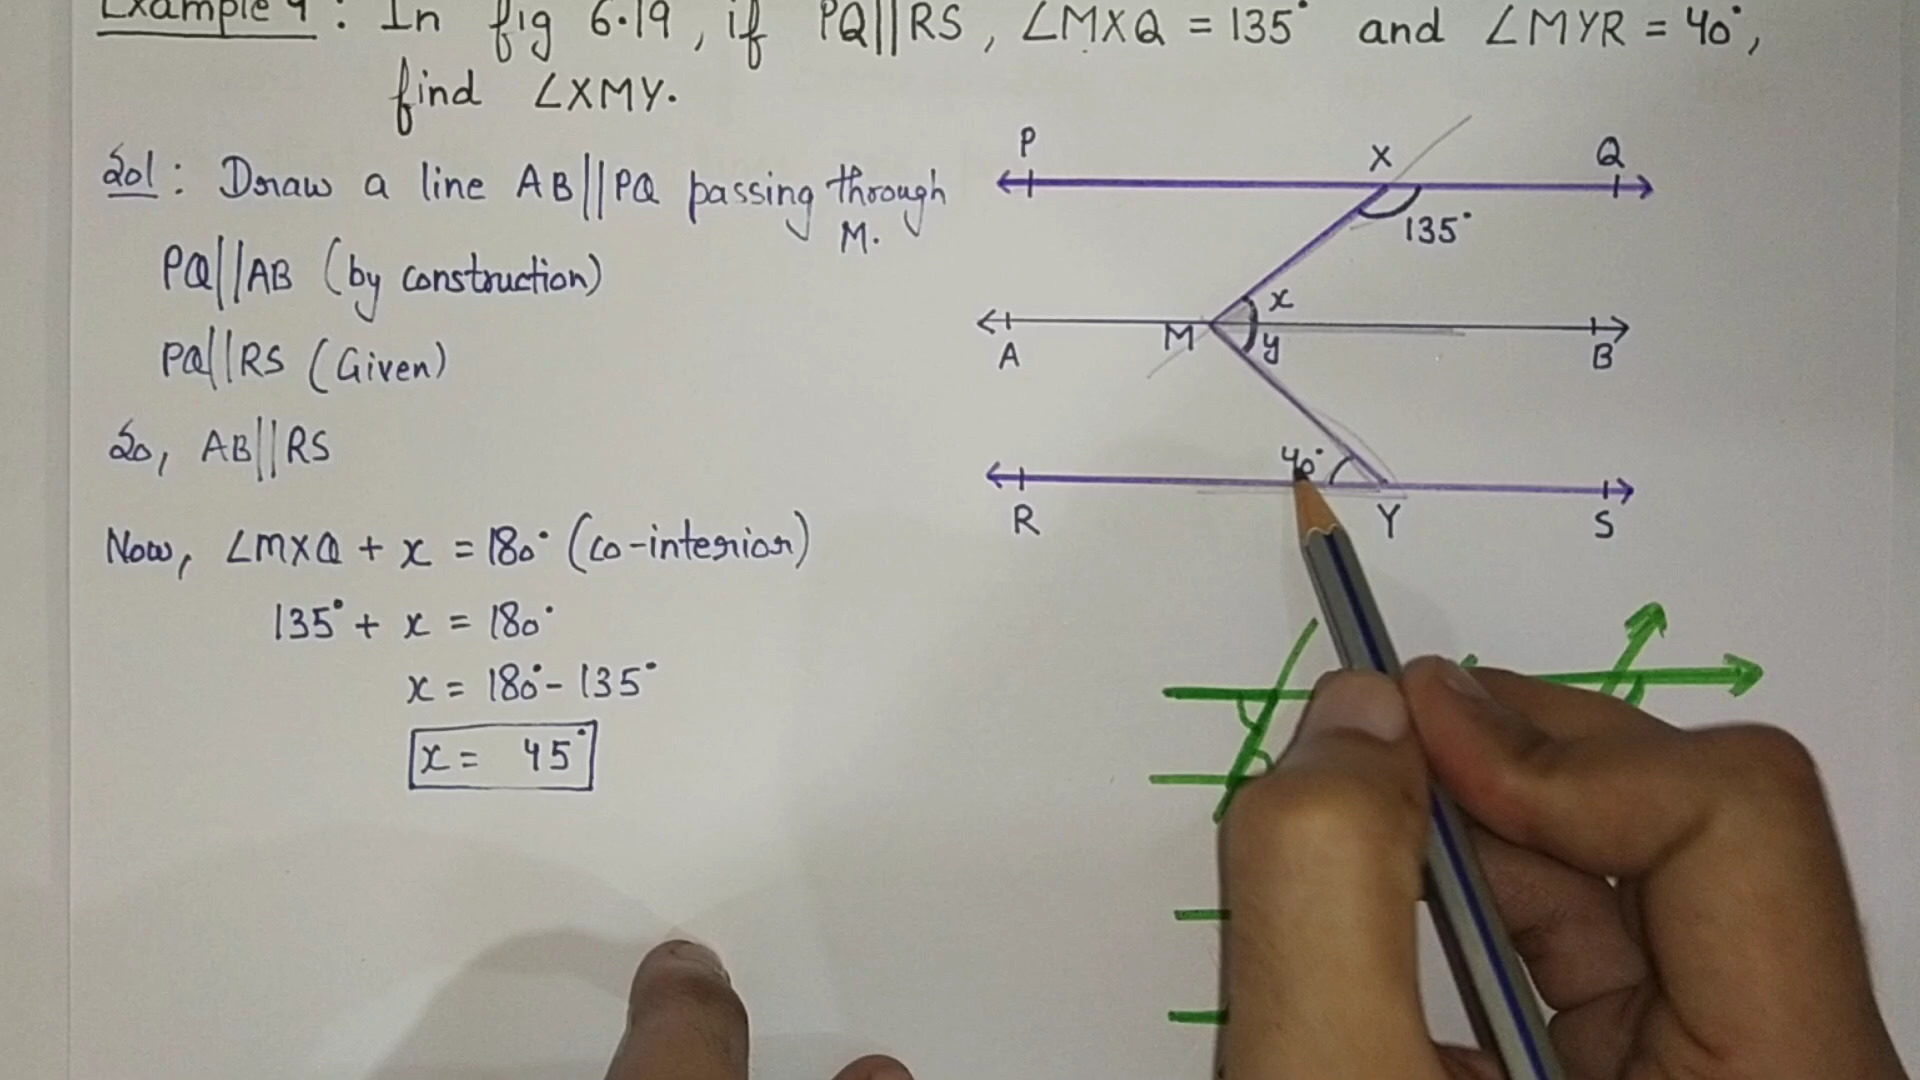 Example 4 : In fig 6.19, if PQ||RS, ∠MXQ = 135° and ∠MYR = 40°,
find ∠XMY.
Sol : Draw a line AB||PQ passing through
M.
PQ||AB (by construction)
PQ||RS (Given)
So, AB||RS
Now, ∠MXQ + x = 180° (co-interior)
135° + x = 180°
x = 180° - 135°
x = 45°
P X Q
135°
x
A M y B
40°
R Y S